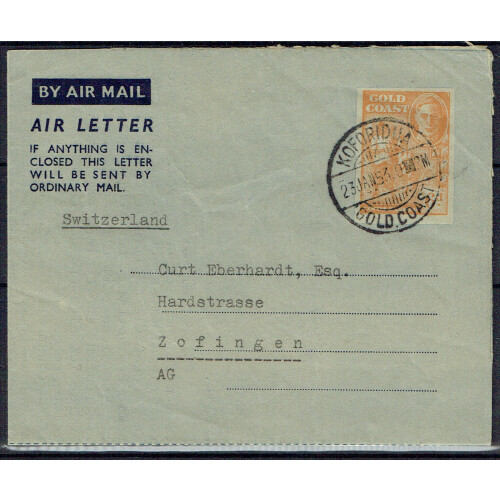 BY AIR MAIL
AIR LETTER
IF ANYTHING IS EN-
CLOSED THIS LETTER
WILL BE SENT BY
ORDINARY MAIL.
GOLD
COAST
KOFORIDUA
GOLD.COAST
Switzerland
Curt Eberhardt, Esq.
Hardstrasse
Zofingen
AG